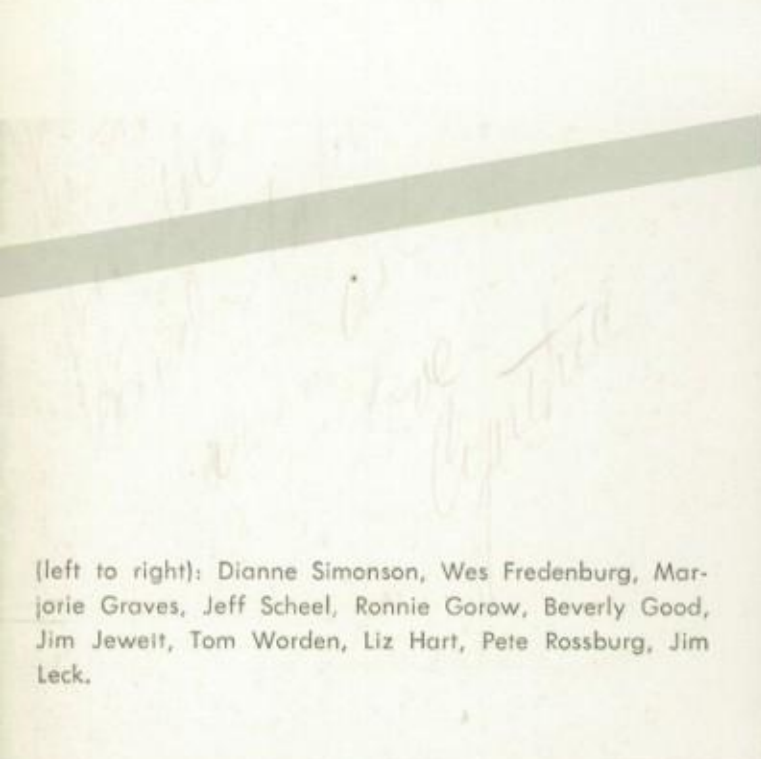 (left to right): Dianne Simonson, Wes Fredenburg, Mar-
jorie Graves, Jeff Scheel, Ronnie Gorow, Beverly Good,
Jim Jewett, Tom Worden, Liz Hart, Pete Rossburg, Jim
Leck.